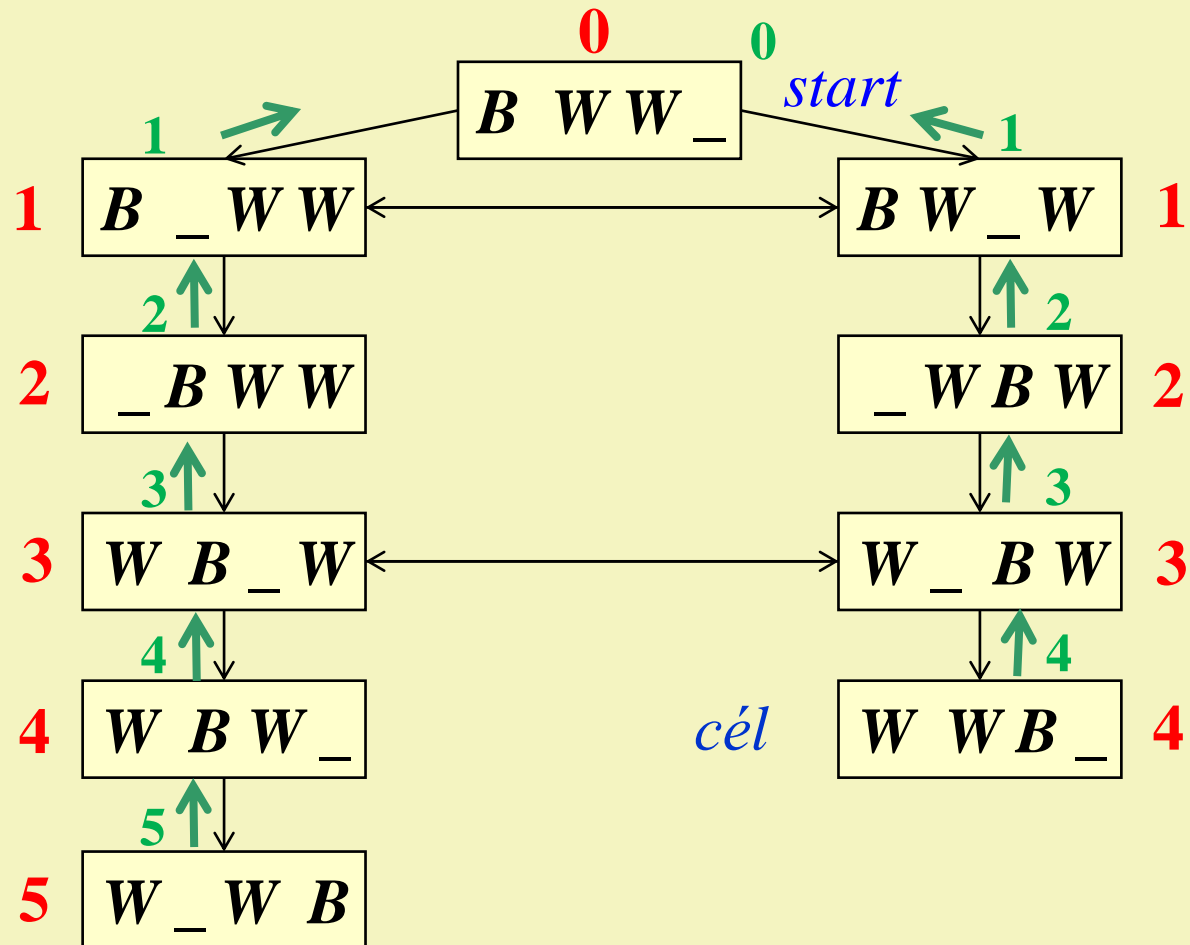 0 0
B W W _ start
1 1
1 B _ W W B W _ W 1
2 2
2 _ B W W _ W B W 2
3 3
3 W B _ W W _ B W 3
4 4
4 W B W _ cél W W B _ 4
5
5 W _ W B